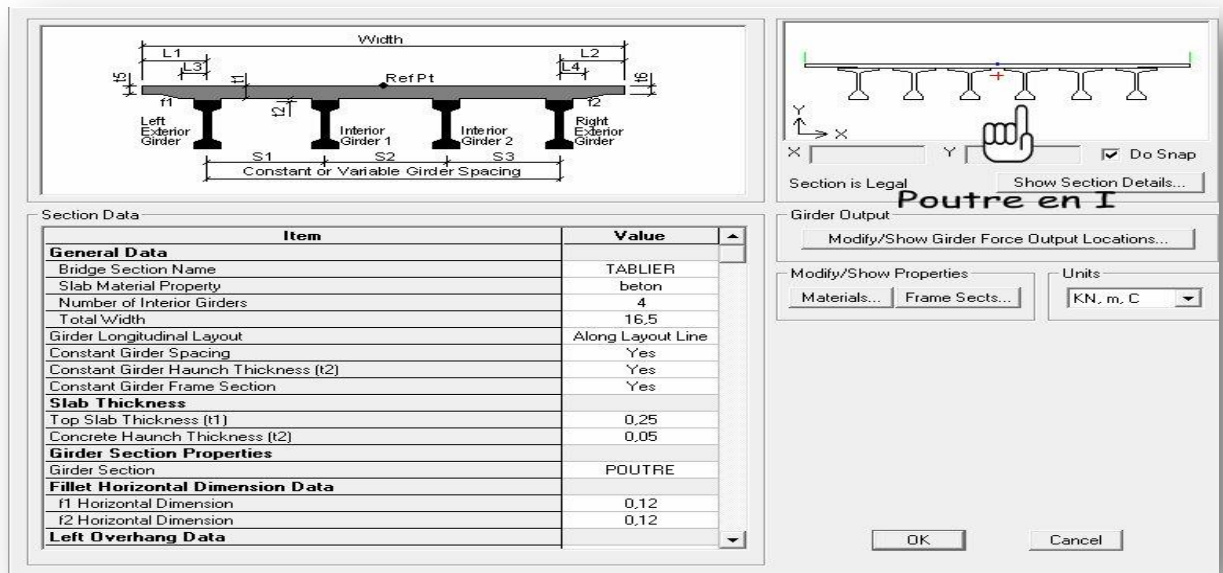 Width
L1
L2
L3
L4
t5
t1
Ref Pt
t6
f1
t2
f2
Left Exterior Girder
Interior Girder 1
Interior Girder 2
Right Exterior Girder
S1
S2
S3
Constant or Variable Girder Spacing
Y
X
X
Y
Do Snap
Section is Legal
Show Section Details...
Poutre en I
Section Data
Item Value
General Data
Bridge Section Name TABLIER
Slab Material Property beton
Number of Interior Girders 4
Total Width 16,5
Girder Longitudinal Layout Along Layout Line
Constant Girder Spacing Yes
Constant Girder Haunch Thickness (t2) Yes
Constant Girder Frame Section Yes
Slab Thickness
Top Slab Thickness (t1) 0,25
Concrete Haunch Thickness (t2) 0,05
Girder Section Properties
Girder Section POUTRE
Fillet Horizontal Dimension Data
f1 Horizontal Dimension 0,12
f2 Horizontal Dimension 0,12
Left Overhang Data
Girder Output
Modify/Show Girder Force Output Locations...
Modify/Show Properties
Materials... Frame Sects...
Units
KN, m, C
OK Cancel